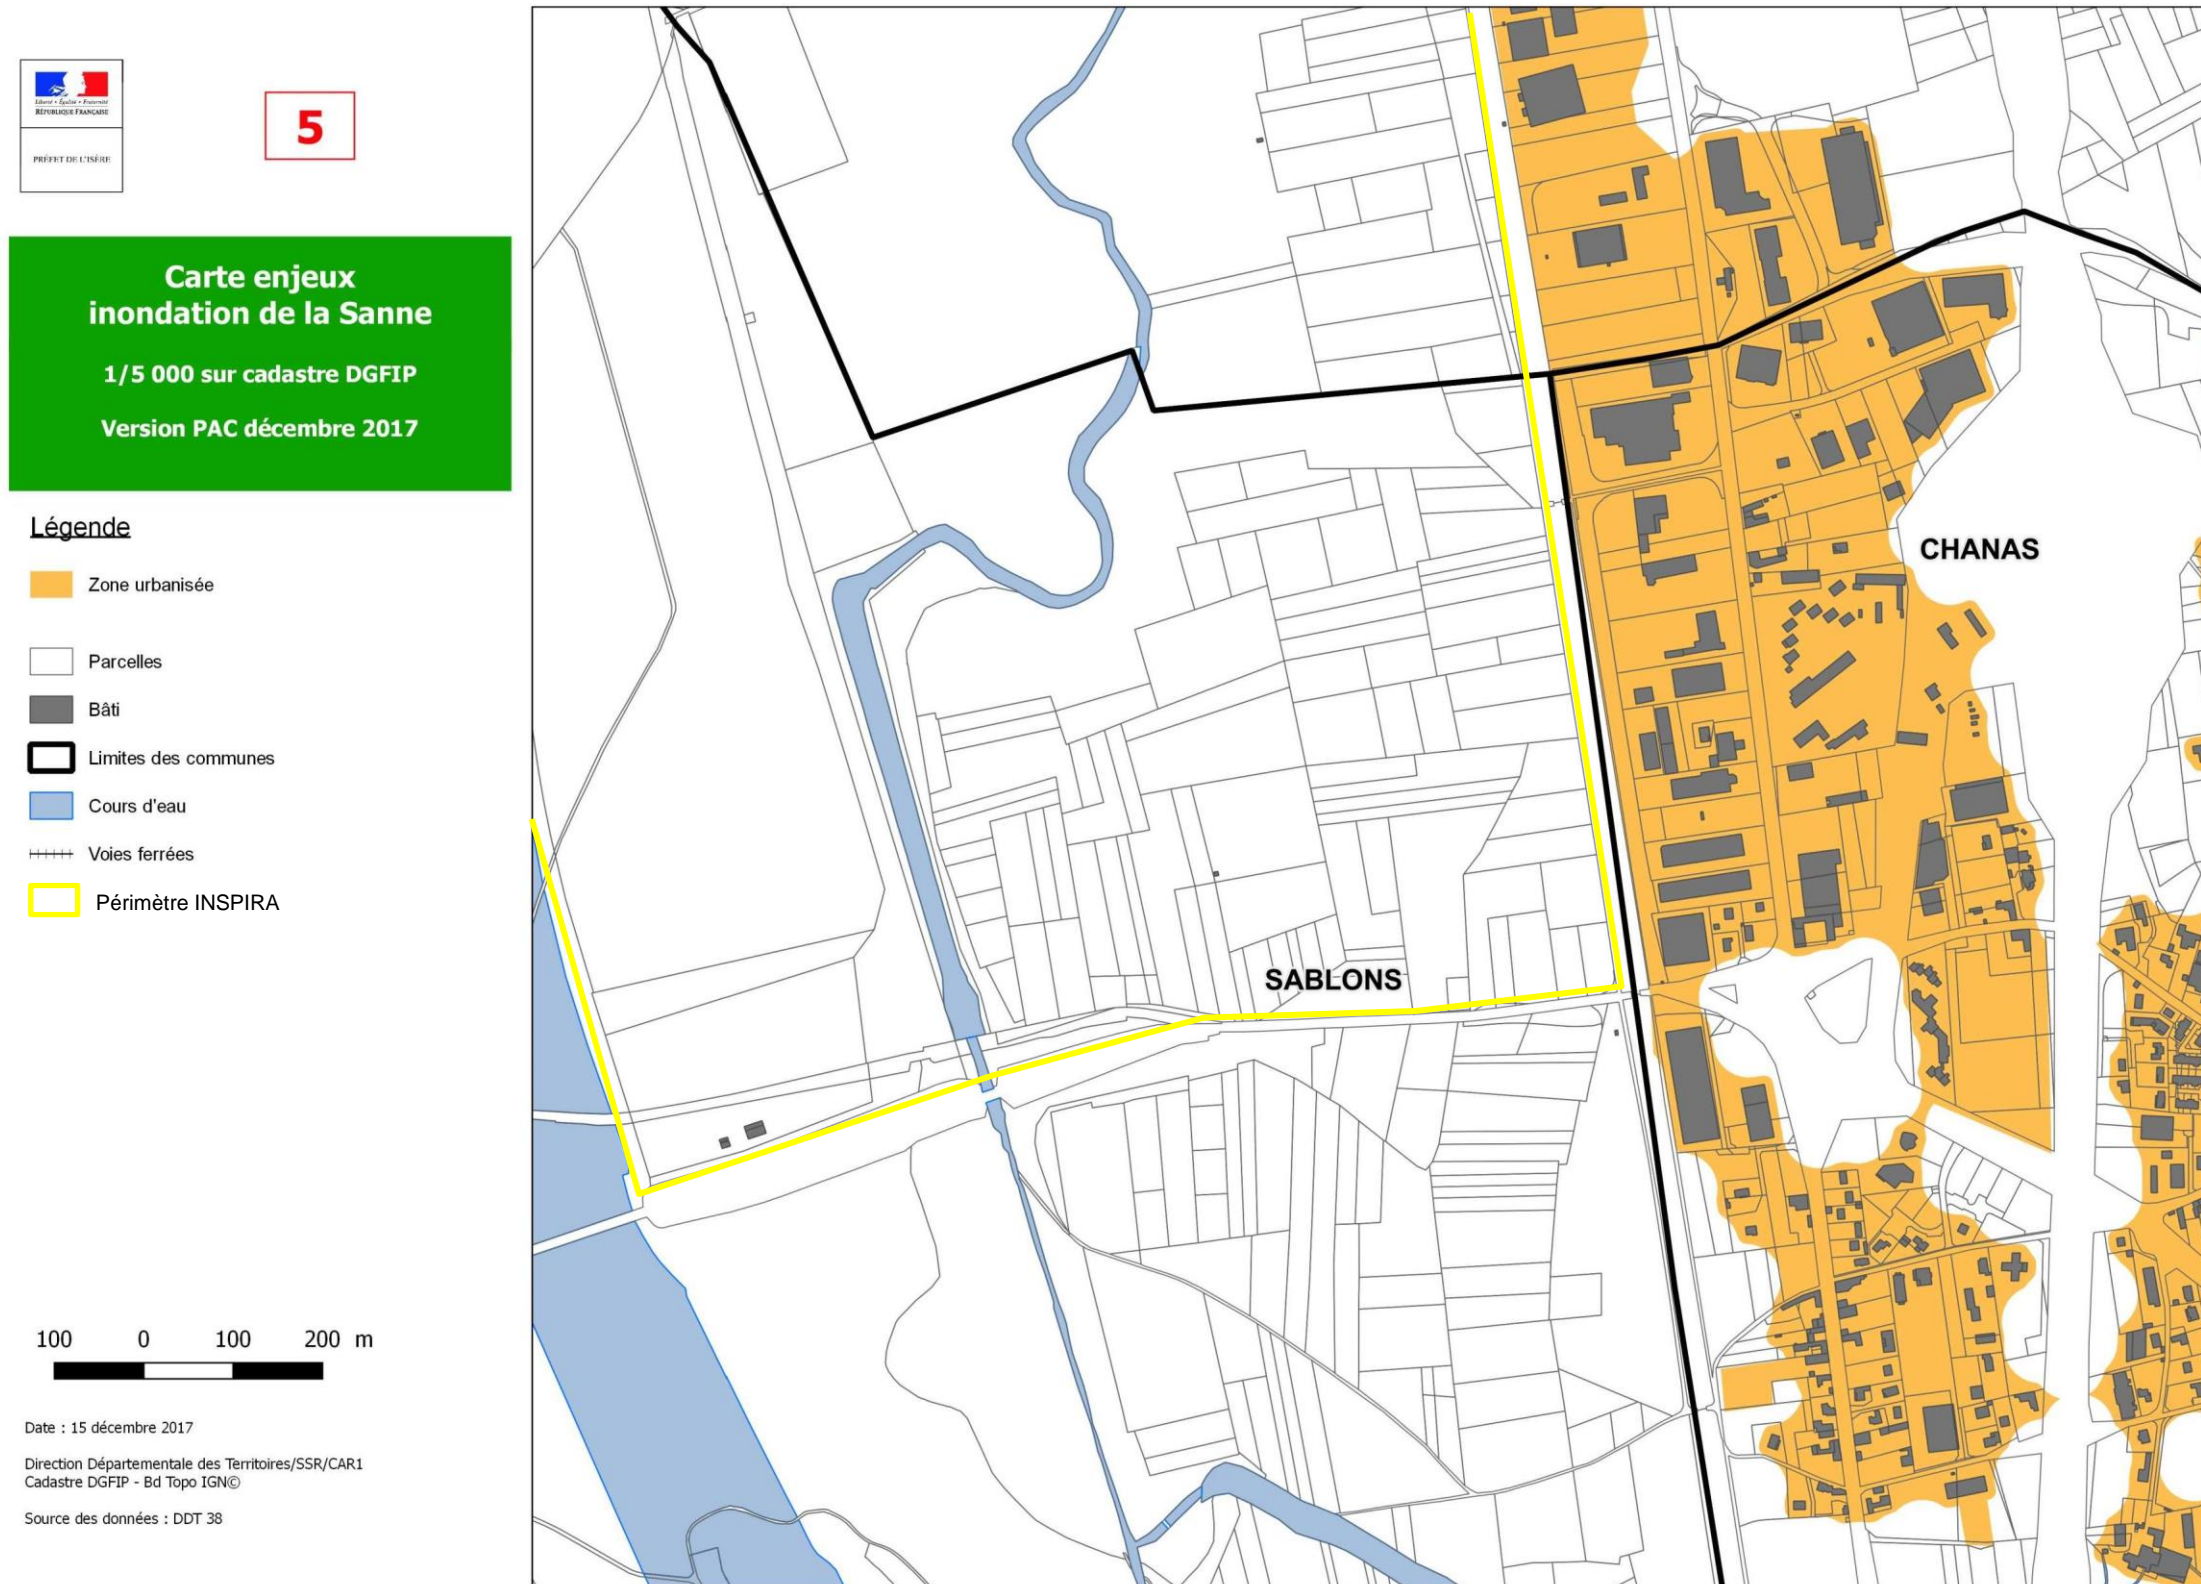 Liberté • Égalité • Fraternité
RÉPUBLIQUE FRANÇAISE
PRÉFET DE L'ISÈRE
5
Carte enjeux
inondation de la Sanne
1/5 000 sur cadastre DGFIP
Version PAC décembre 2017
Légende
Zone urbanisée
Parcelles
Bâti
Limites des communes
Cours d'eau
Voies ferrées
Périmètre INSPIRA
100 0 100 200 m
Date : 15 décembre 2017
Direction Départementale des Territoires/SSR/CAR1
Cadastre DGFIP - Bd Topo IGN©
Source des données : DDT 38
CHANAS
SABLONS